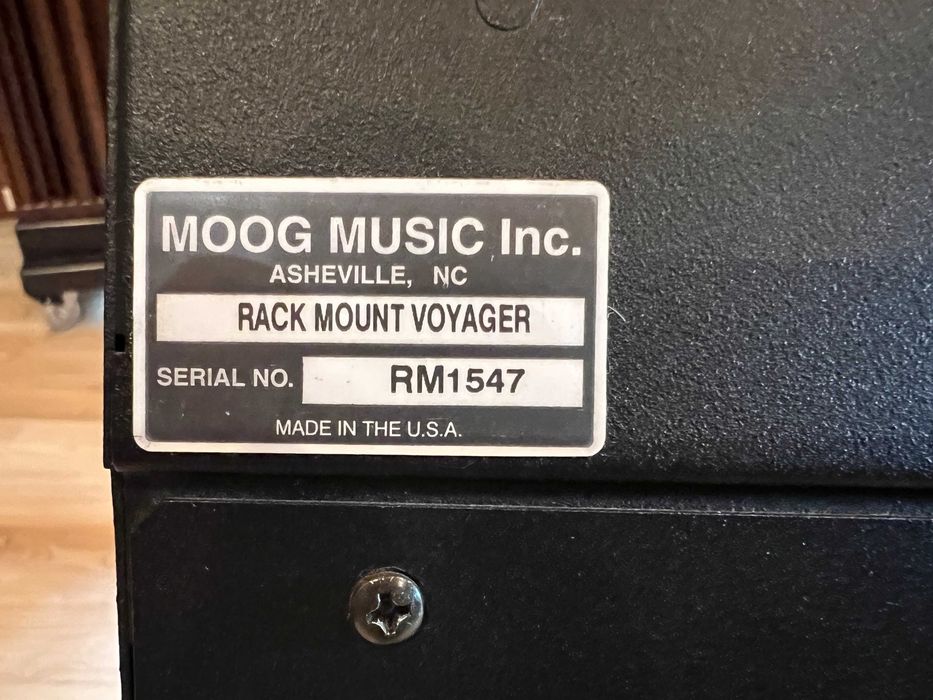 MOOG MUSIC Inc.
ASHEVILLE, NC
RACK MOUNT VOYAGER
SERIAL NO. RM1547
MADE IN THE U.S.A.